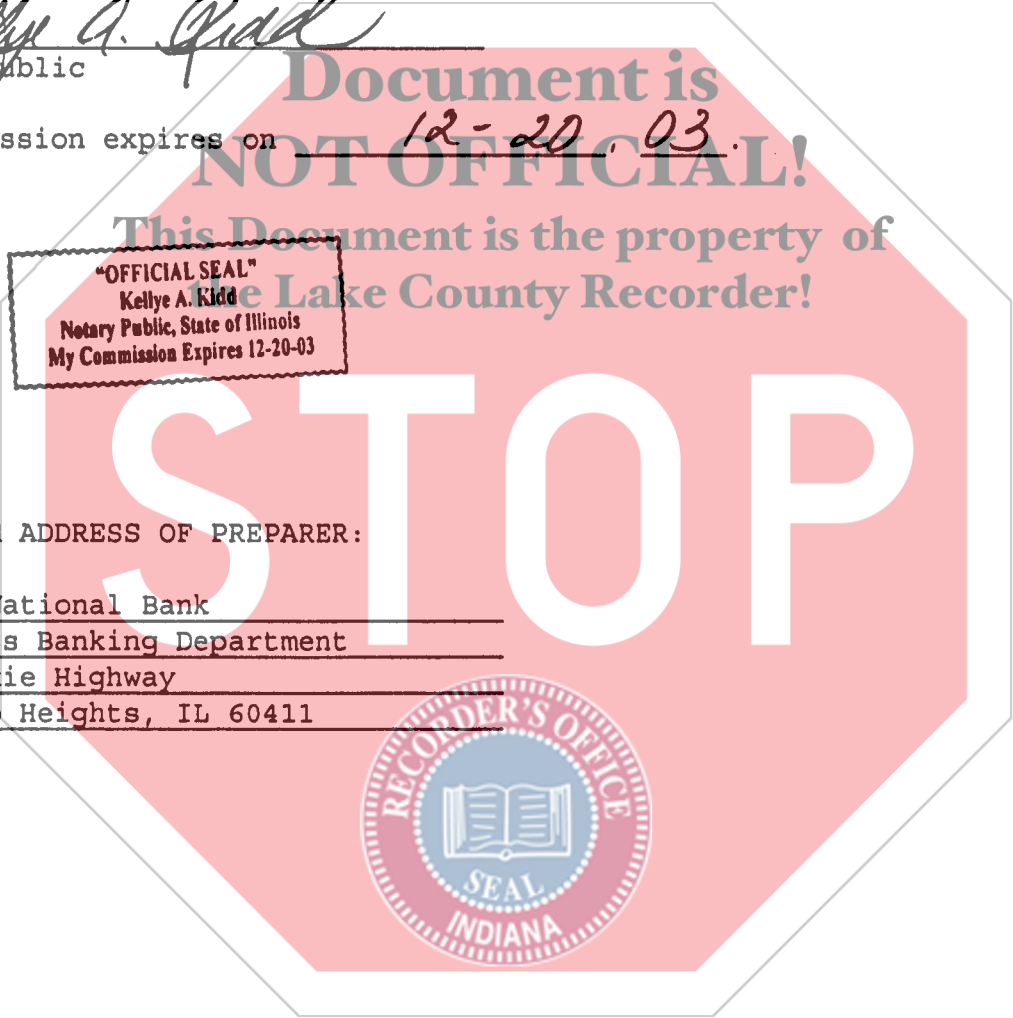 lye A. Kidd
ublic
Document is
ssion expires on 12-20, 03.
NOT OFFICIAL!
This Document is the property of
the Lake County Recorder!
"OFFICIAL SEAL"
Kellye A. Kidd
Notary Public, State of Illinois
My Commission Expires 12-20-03
STOP
ADDRESS OF PREPARER:
National Bank
s Banking Department
ie Highway
Heights, IL 60411
RECORDER'S OFFICE
SEAL
INDIANA